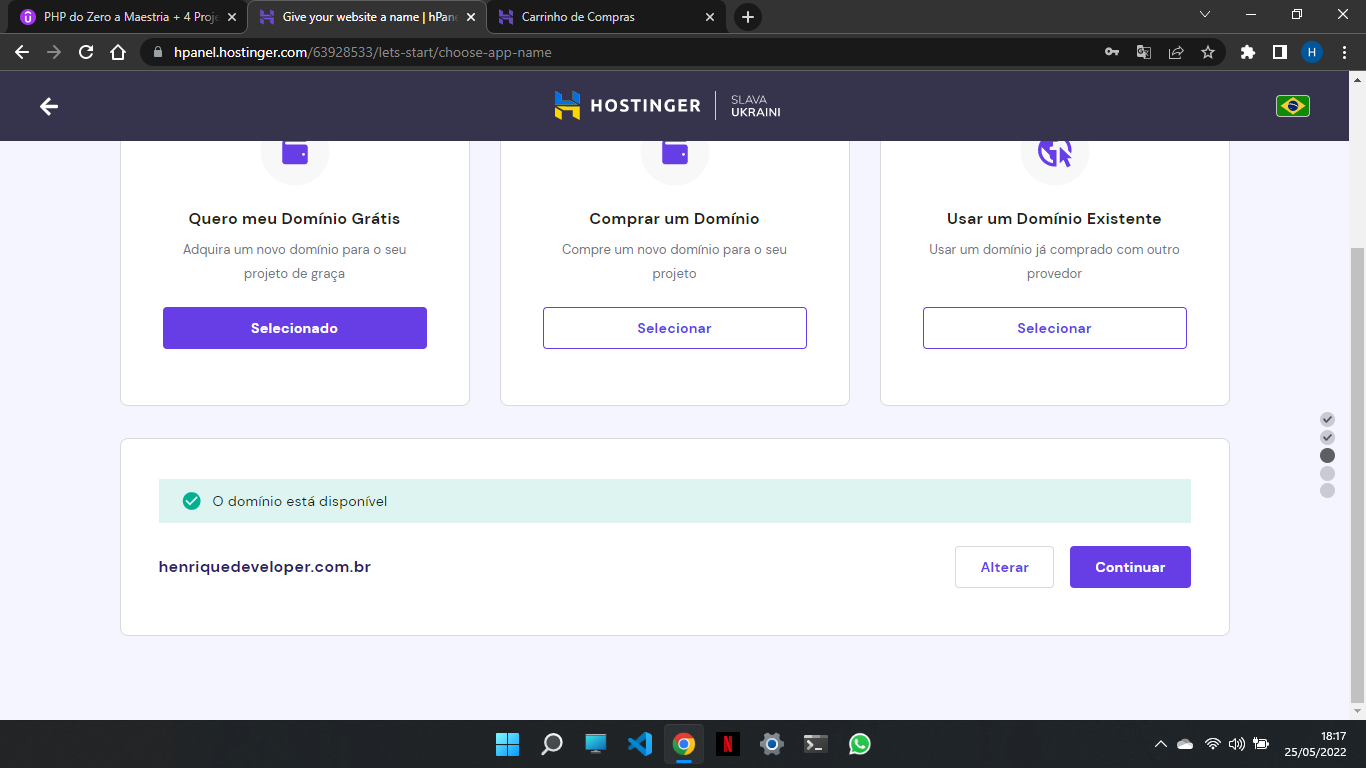 PHP do Zero a Maestria + 4 Proje
Give your website a name | hPane
Carrinho de Compras
hpanel.hostinger.com/63928533/lets-start/choose-app-name
H
HOSTINGER
SLAVA
UKRAINI
Quero meu Domínio Grátis
Adquira um novo domínio para o seu
projeto de graça
Selecionado
Comprar um Domínio
Compre um novo domínio para o seu
projeto
Selecionar
Usar um Domínio Existente
Usar um domínio já comprado com outro
provedor
Selecionar
O domínio está disponível
henriquedeveloper.com.br
Alterar
Continuar
N
18:17
25/05/2022